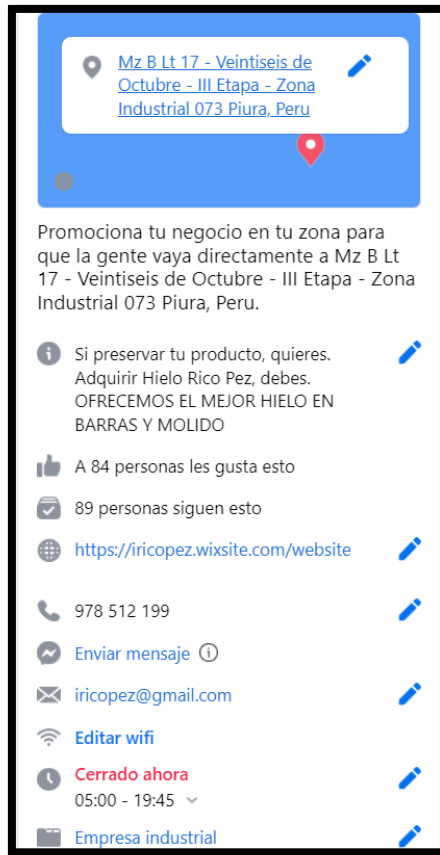 Mz B Lt 17 - Veintiseis de
Octubre - III Etapa - Zona
Industrial 073 Piura, Peru
Promociona tu negocio en tu zona para
que la gente vaya directamente a Mz B Lt
17 - Veintiseis de Octubre - III Etapa - Zona
Industrial 073 Piura, Peru.
Si preservar tu producto, quieres.
Adquirir Hielo Rico Pez, debes.
OFRECEMOS EL MEJOR HIELO EN
BARRAS Y MOLIDO
A 84 personas les gusta esto
89 personas siguen esto
https://iricopez.wixsite.com/website
978 512 199
Enviar mensaje
iricopez@gmail.com
Editar wifi
Cerrado ahora
05:00 - 19:45
Empresa industrial